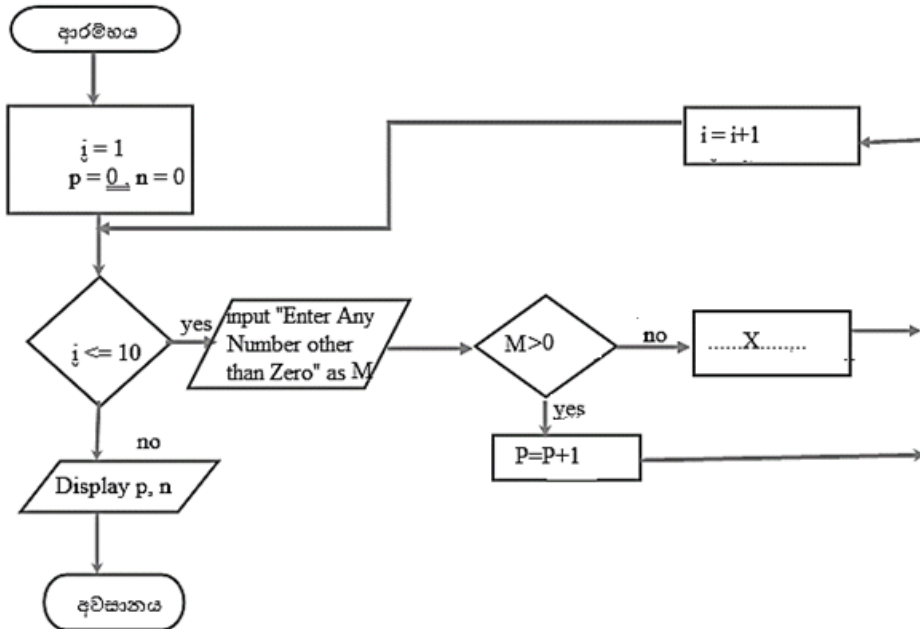 ආරම්භය
i = 1
p = 0 , n = 0
i = i+1
i <= 10
yes
input "Enter Any
Number other
than Zero" as M
M>0
no
......X........
yes
P=P+1
no
Display p, n
අවසානය